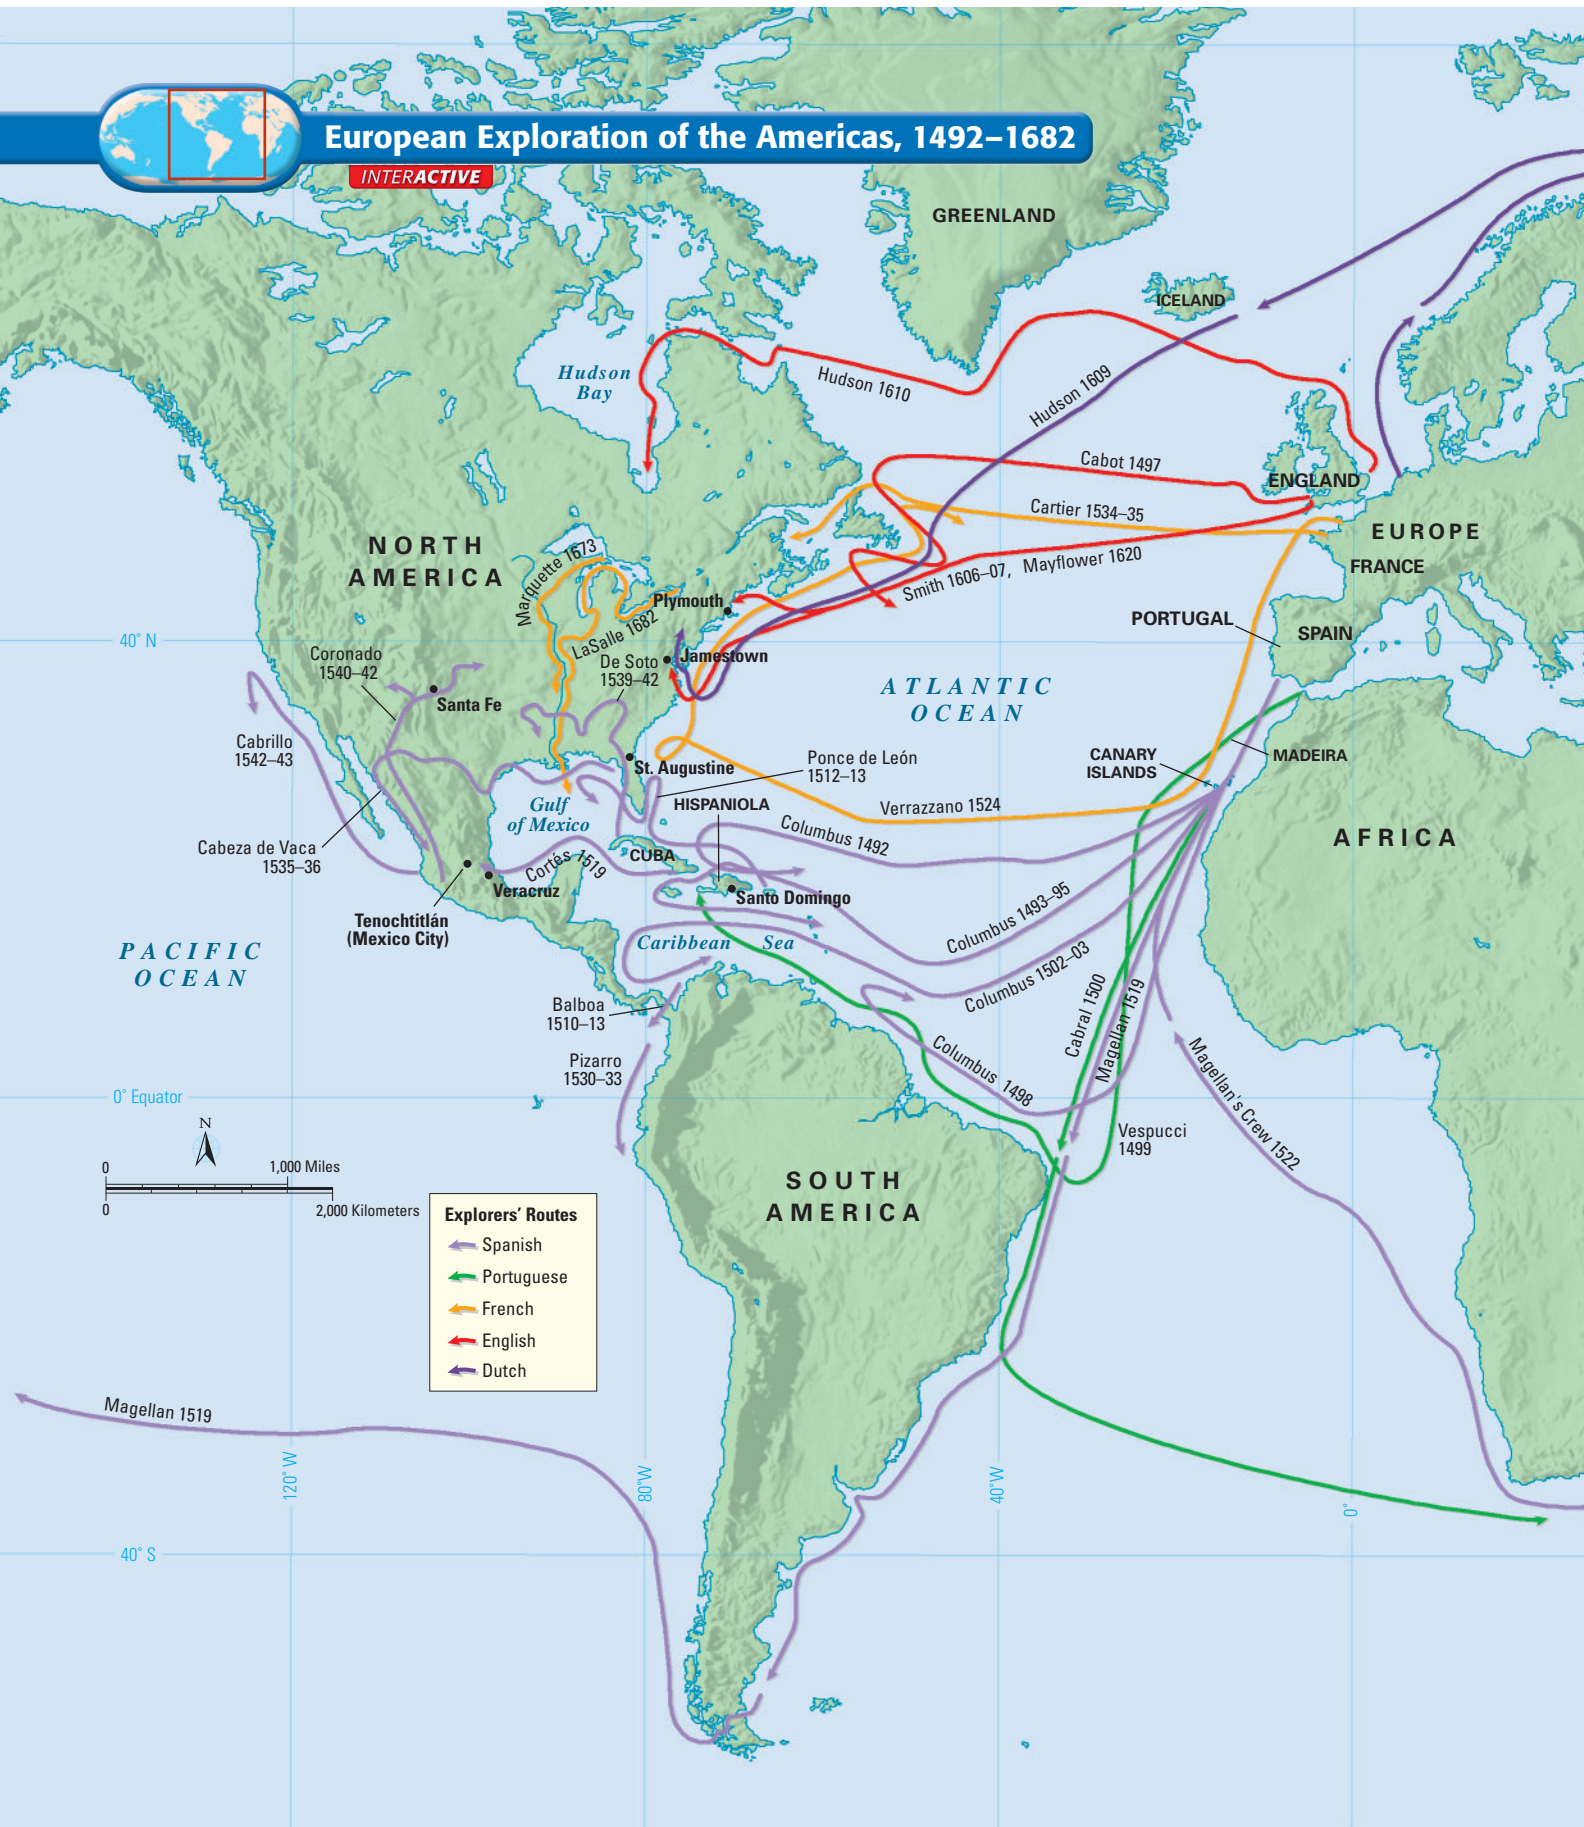 European Exploration of the Americas, 1492–1682
INTERACTIVE
GREENLAND
ICELAND
Hudson
Bay
Hudson 1610
Hudson 1609
Cabot 1497
ENGLAND
Cartier 1534–35
EUROPE
FRANCE
NORTH
AMERICA
Marquette 1673
Smith 1606–07, Mayflower 1620
Plymouth
PORTUGAL
SPAIN
40° N
LaSalle 1682
Coronado
1540–42
De Soto
1539–42
Jamestown
ATLANTIC
OCEAN
Santa Fe
Cabrillo
1542–43
St. Augustine
Ponce de León
1512–13
CANARY
ISLANDS
MADEIRA
Gulf
of Mexico
HISPANIOLA
Verrazzano 1524
Columbus 1492
AFRICA
Cabeza de Vaca
1535–36
Cortés 1519
CUBA
Veracruz
Santo Domingo
Tenochtitlán
(Mexico City)
Columbus 1493–95
PACIFIC
OCEAN
Caribbean Sea
Columbus 1502–03
Balboa
1510–13
Cabral 1500
Magellan 1519
Pizarro
1530–33
Columbus 1498
Magellan's Crew 1522
0° Equator
N
Vespucci
1499
0 1,000 Miles
0 2,000 Kilometers
SOUTH
AMERICA
Explorers' Routes
Spanish
Portuguese
French
English
Dutch
Magellan 1519
120° W
80°W
40°W
0°
40° S